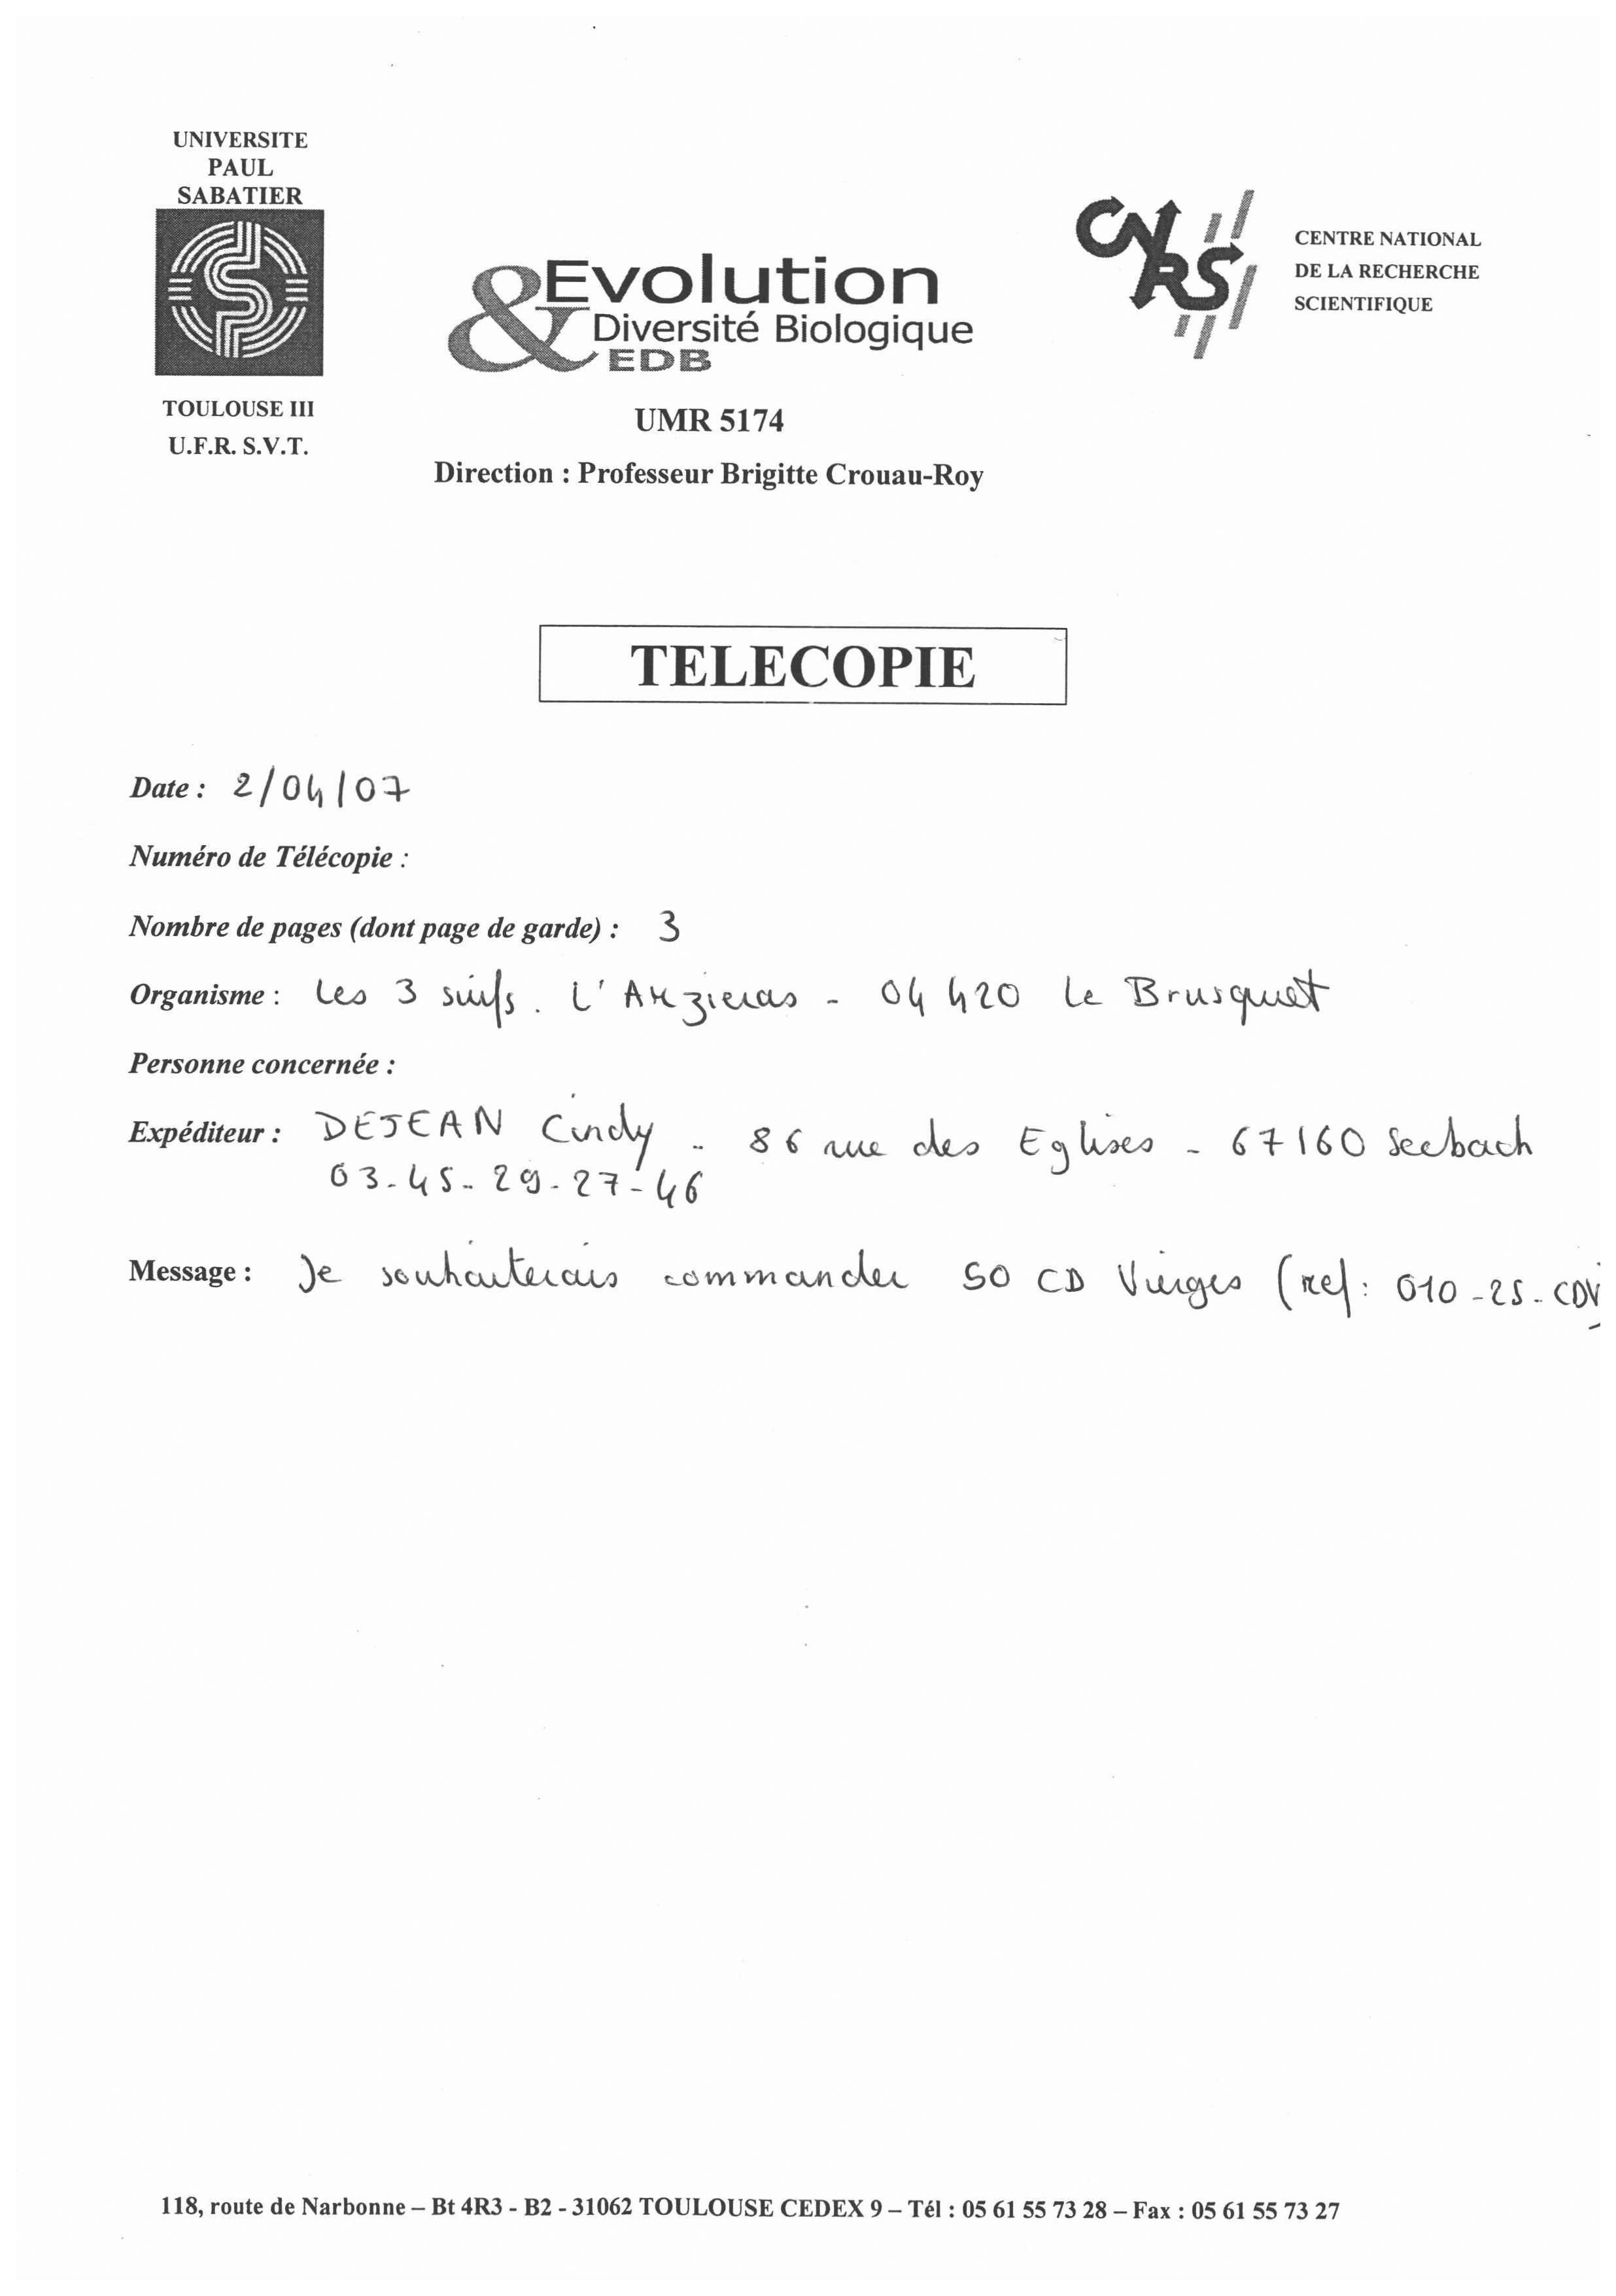 UNIVERSITE
PAUL
SABATIER
TOULOUSE III
U.F.R. S.V.T.
&Evolution
Diversité Biologique
EDB
UMR 5174
Direction : Professeur Brigitte Crouau-Roy
CNRS
CENTRE NATIONAL
DE LA RECHERCHE
SCIENTIFIQUE
TELECOPIE
Date : 2/04/07
Numéro de Télécopie :
Nombre de pages (dont page de garde) : 3
Organisme : Les 3 suifs. L' - 04420 Le Brusquet
Personne concernée :
Expéditeur : DEJEAN Cindy - 86 rue des Eglises - 67160 Seebach
03-45-29-27-46
Message : Je souhaiterais commander 50 CD Vierges (ref: 010-25-CDV
118, route de Narbonne – Bt 4R3 - B2 - 31062 TOULOUSE CEDEX 9 – Tél : 05 61 55 73 28 – Fax : 05 61 55 73 27